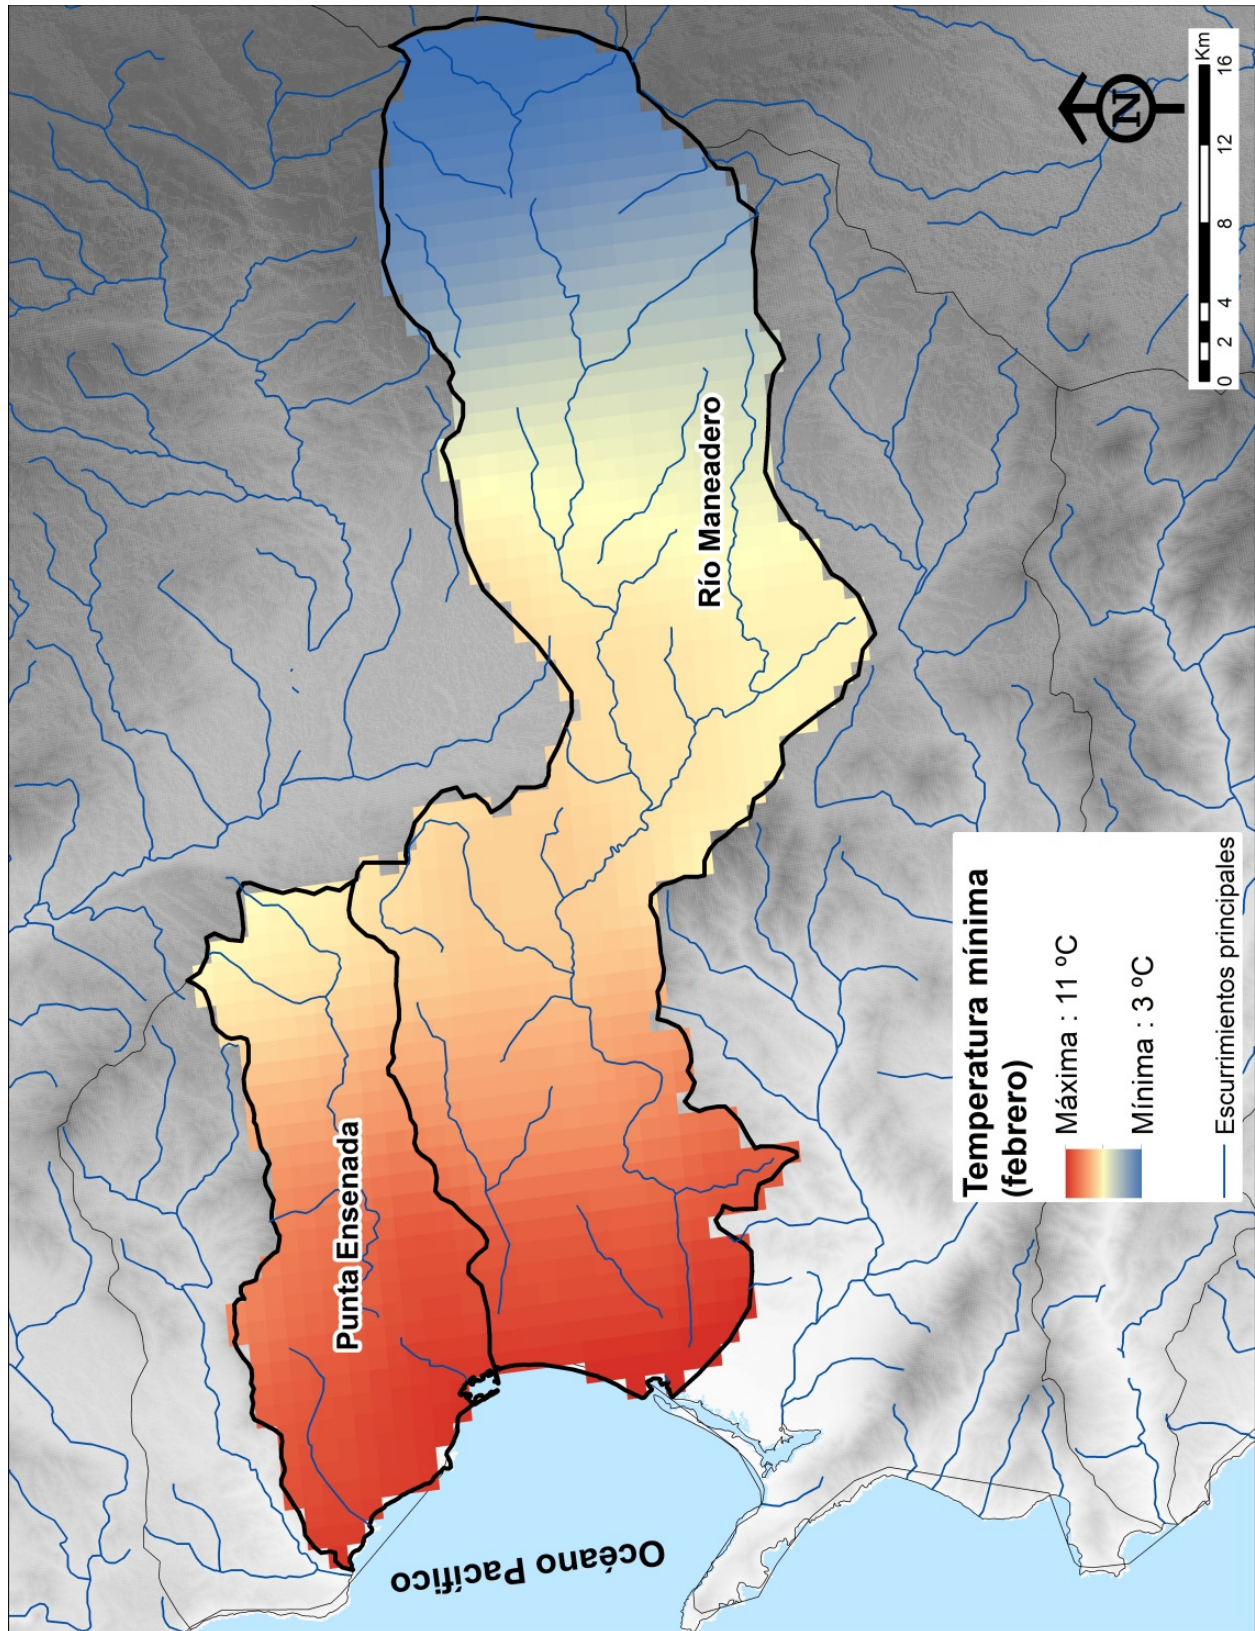 Punta Ensenada
Río Maneadero
Océano Pacífico
Temperatura mínima
(febrero)
Máxima : 11 ºC
Mínima : 3 ºC
Escurrimientos principales
N
0 2 4 8 12 16
Km